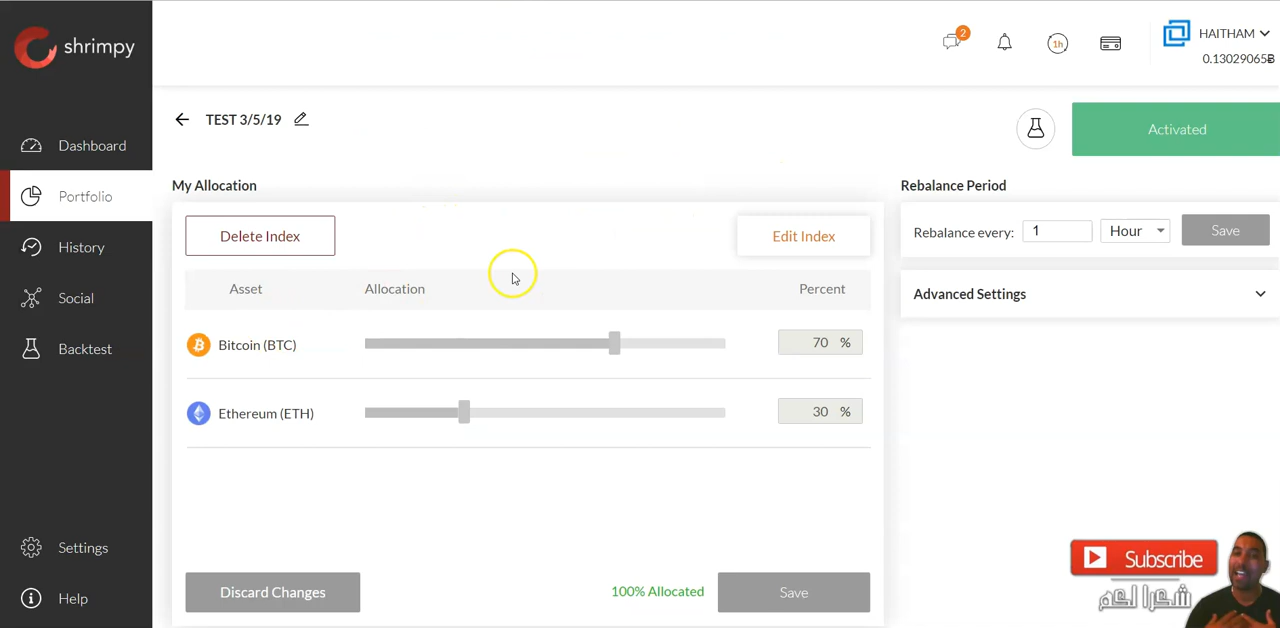 shrimpy
2
1h
HAITHAM
0.13029065Ƀ
Dashboard
Portfolio
History
Social
Backtest
Settings
Help
TEST 3/5/19
Activated
My Allocation
Delete Index
Edit Index
Asset
Allocation
Percent
Bitcoin (BTC)
70 %
Ethereum (ETH)
30 %
Discard Changes
100% Allocated
Save
Rebalance Period
Rebalance every: 1 Hour Save
Advanced Settings
Subscribe
شكرا لكم